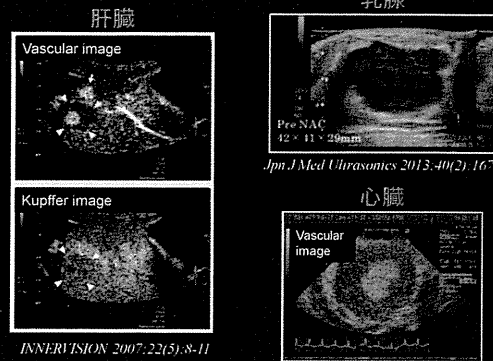 肝臓
Vascular image
Kupffer image
INNERVISION 2007;22(5):8-11
乳腺
Pre NAC
42 × 41 × 29mm
Jpn J Med Ultrasonics 2013;40(2):167
心臓
Vascular
image